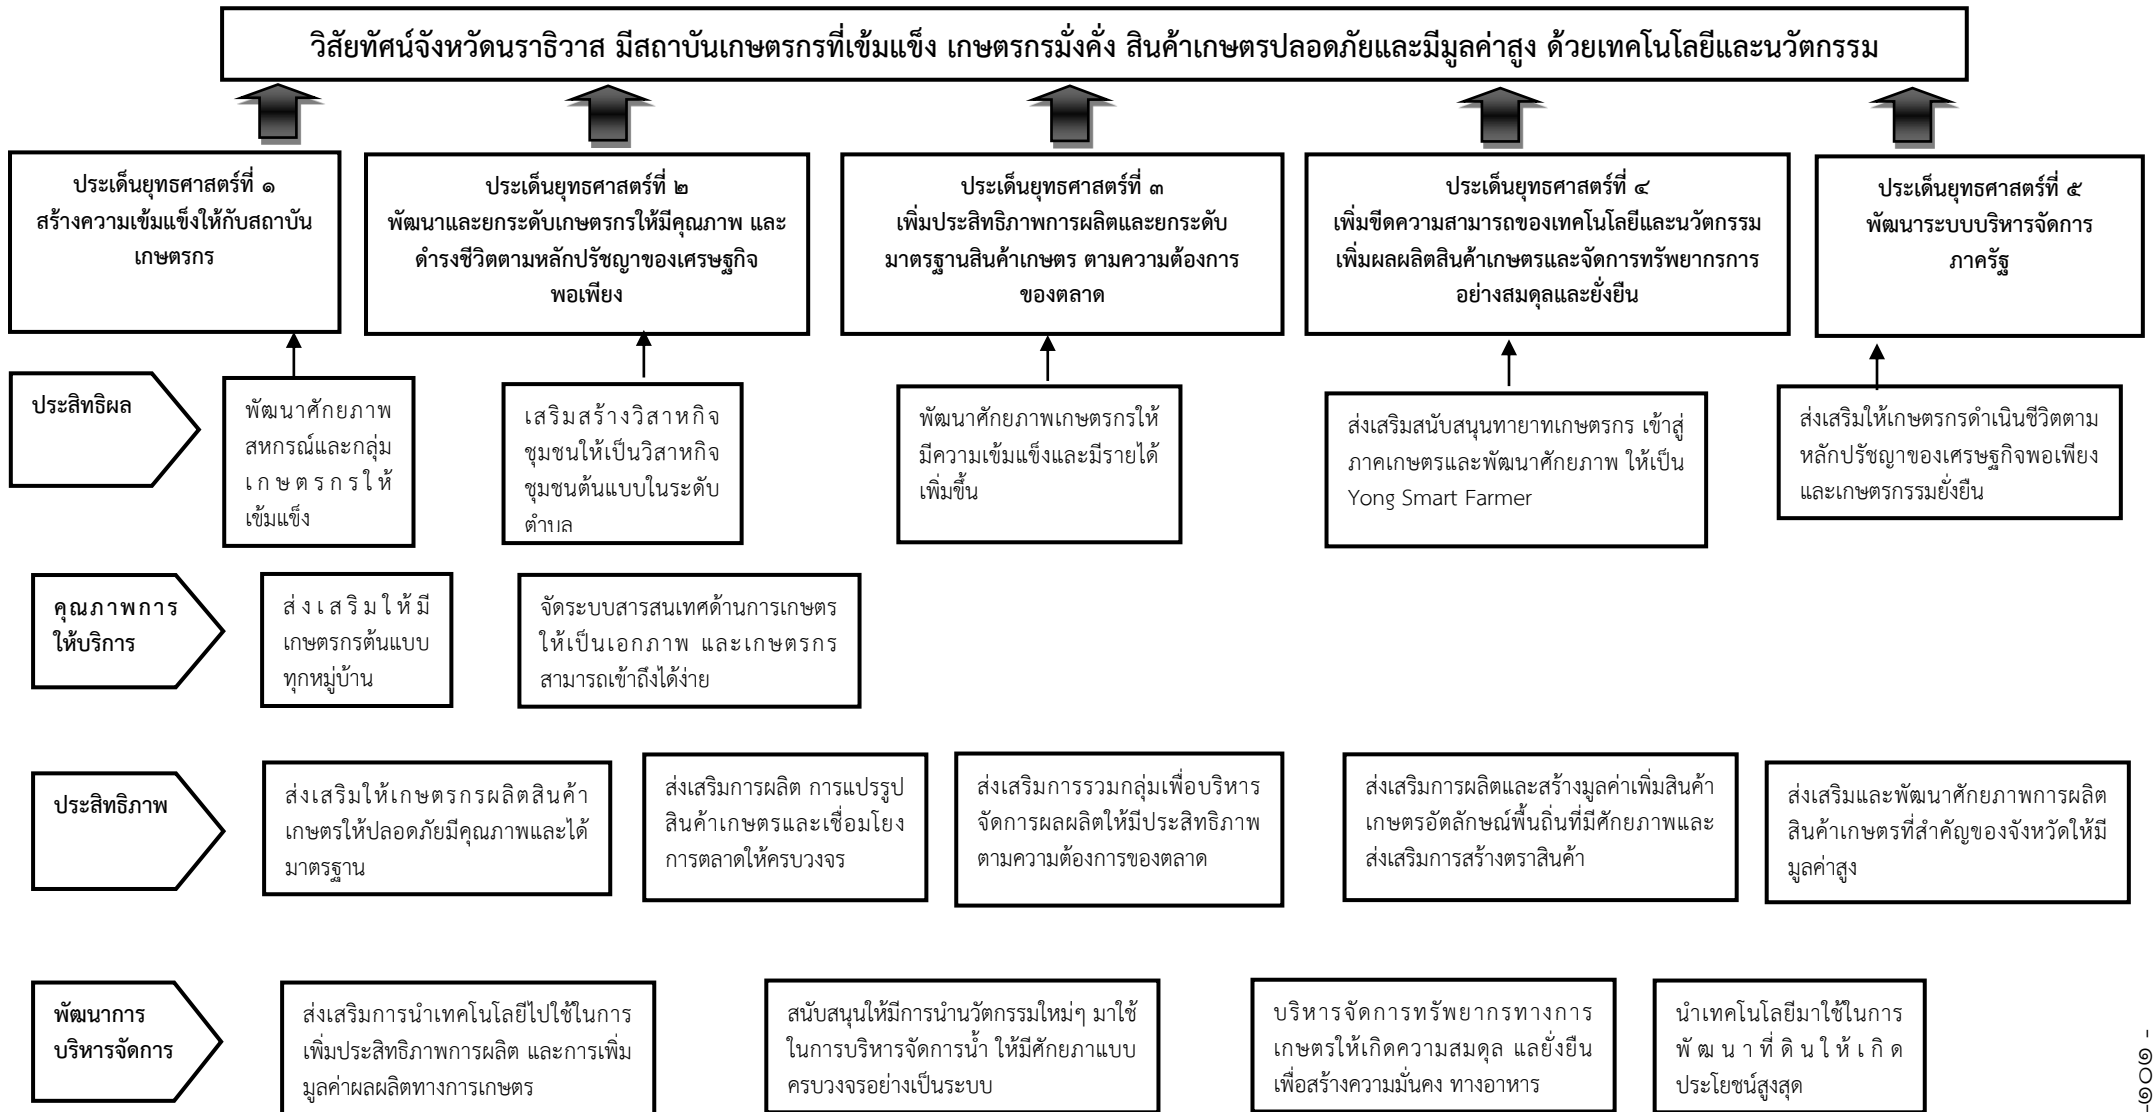 วิสัยทัศน์จังหวัดนราธิวาส มีสถาบันเกษตรกรที่เข้มแข็ง เกษตรกรมั่งคั่ง สินค้าเกษตรปลอดภัยและมีมูลค่าสูง ด้วยเทคโนโลยีและนวัตกรรม
ประเด็นยุทธศาสตร์ที่ ๑
สร้างความเข้มแข็งให้กับสถาบัน
เกษตรกร
ประเด็นยุทธศาสตร์ที่ ๒
พัฒนาและยกระดับเกษตรกรให้มีคุณภาพ และ
ดำรงชีวิตตามหลักปรัชญาของเศรษฐกิจ
พอเพียง
ประเด็นยุทธศาสตร์ที่ ๓
เพิ่มประสิทธิภาพการผลิตและยกระดับ
มาตรฐานสินค้าเกษตร ตามความต้องการ
ของตลาด
ประเด็นยุทธศาสตร์ที่ ๔
เพิ่มขีดความสามารถของเทคโนโลยีและนวัตกรรม
เพิ่มผลผลิตสินค้าเกษตรและจัดการทรัพยากรการ
อย่างสมดุลและยั่งยืน
ประเด็นยุทธศาสตร์ที่ ๕
พัฒนาระบบบริหารจัดการ
ภาครัฐ
ประสิทธิผล
พัฒนาศักยภาพ
สหกรณ์และกลุ่ม
เกษตรกรให้
เข้มแข็ง
เสริมสร้างวิสาหกิจ
ชุมชนให้เป็นวิสาหกิจ
ชุมชนต้นแบบในระดับ
ตำบล
พัฒนาศักยภาพเกษตรกรให้
มีความเข้มแข็งและมีรายได้
เพิ่มขึ้น
ส่งเสริมสนับสนุนทายาทเกษตรกร เข้าสู่
ภาคเกษตรและพัฒนาศักยภาพ ให้เป็น
Yong Smart Farmer
ส่งเสริมให้เกษตรกรดำเนินชีวิตตาม
หลักปรัชญาของเศรษฐกิจพอเพียง
และเกษตรกรรมยั่งยืน
คุณภาพการ
ให้บริการ
ส่งเสริมให้มี
เกษตรกรต้นแบบ
ทุกหมู่บ้าน
จัดระบบสารสนเทศด้านการเกษตร
ให้เป็นเอกภาพ และเกษตรกร
สามารถเข้าถึงได้ง่าย
ประสิทธิภาพ
ส่งเสริมให้เกษตรกรผลิตสินค้า
เกษตรให้ปลอดภัยมีคุณภาพและได้
มาตรฐาน
ส่งเสริมการผลิต การแปรรูป
สินค้าเกษตรและเชื่อมโยง
การตลาดให้ครบวงจร
ส่งเสริมการรวมกลุ่มเพื่อบริหาร
จัดการผลผลิตให้มีประสิทธิภาพ
ตามความต้องการของตลาด
ส่งเสริมการผลิตและสร้างมูลค่าเพิ่มสินค้า
เกษตรอัตลักษณ์พื้นถิ่นที่มีศักยภาพและ
ส่งเสริมการสร้างตราสินค้า
ส่งเสริมและพัฒนาศักยภาพการผลิต
สินค้าเกษตรที่สำคัญของจังหวัดให้มี
มูลค่าสูง
พัฒนาการ
บริหารจัดการ
ส่งเสริมการนำเทคโนโลยีไปใช้ในการ
เพิ่มประสิทธิภาพการผลิต และการเพิ่ม
มูลค่าผลผลิตทางการเกษตร
สนับสนุนให้มีการนำนวัตกรรมใหม่ๆ มาใช้
ในการบริหารจัดการน้ำ ให้มีศักยภาแบบ
ครบวงจรอย่างเป็นระบบ
บริหารจัดการทรัพยากรทางการ
เกษตรให้เกิดความสมดุล แลยั่งยืน
เพื่อสร้างความมั่นคง ทางอาหาร
นำเทคโนโลยีมาใช้ในการ
พัฒนาที่ดินให้เกิด
ประโยชน์สูงสุด
- ๑๐๑-